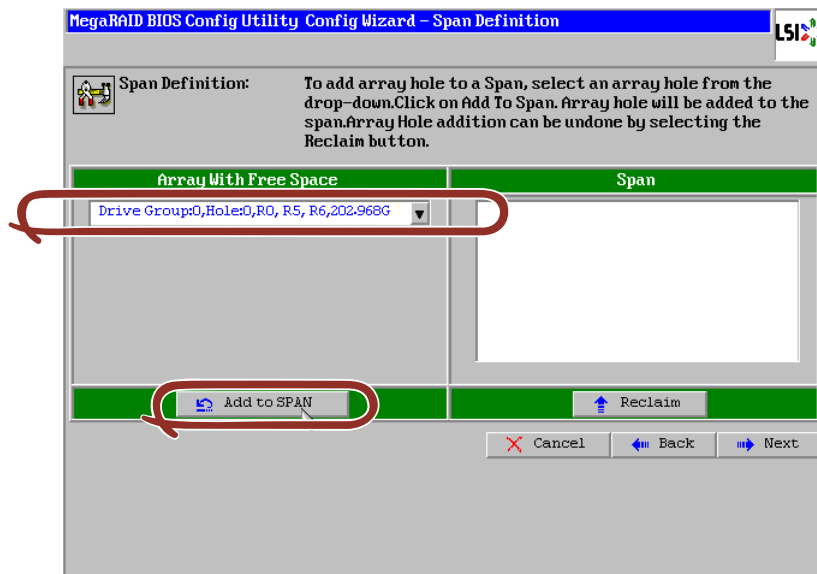 MegaRAID BIOS Config Utility Config Wizard – Span Definition
LSI
Span Definition:
To add array hole to a Span, select an array hole from the
drop-down.Click on Add To Span. Array hole will be added to the
span.Array Hole addition can be undone by selecting the
Reclaim button.
Array With Free Space
Span
Drive Group:0,Hole:0,R0, R5, R6,202.968G
Add to SPAN
Reclaim
Cancel
Back
Next